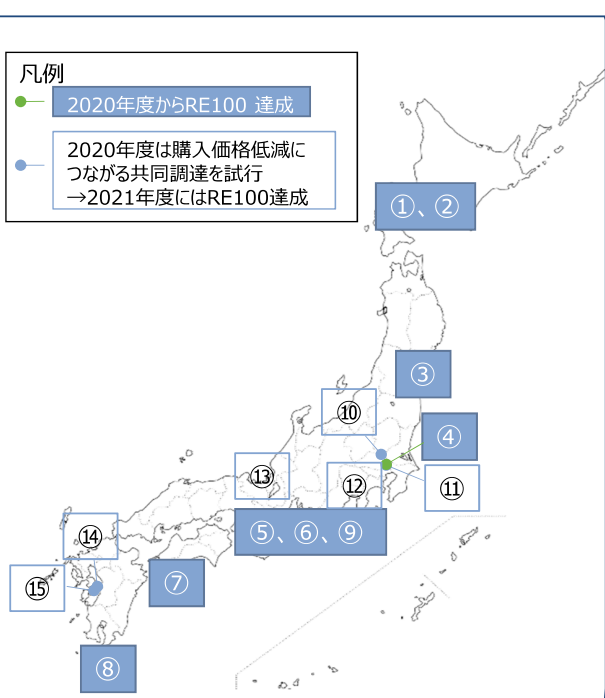 凡例
2020年度からRE100 達成
2020年度は購入価格低減に
つながる共同調達を試行
→2021年度にはRE100達成
①、②
③
⑩
④
⑬
⑫
⑪
⑤、⑥、⑨
⑭
⑦
⑮
⑧